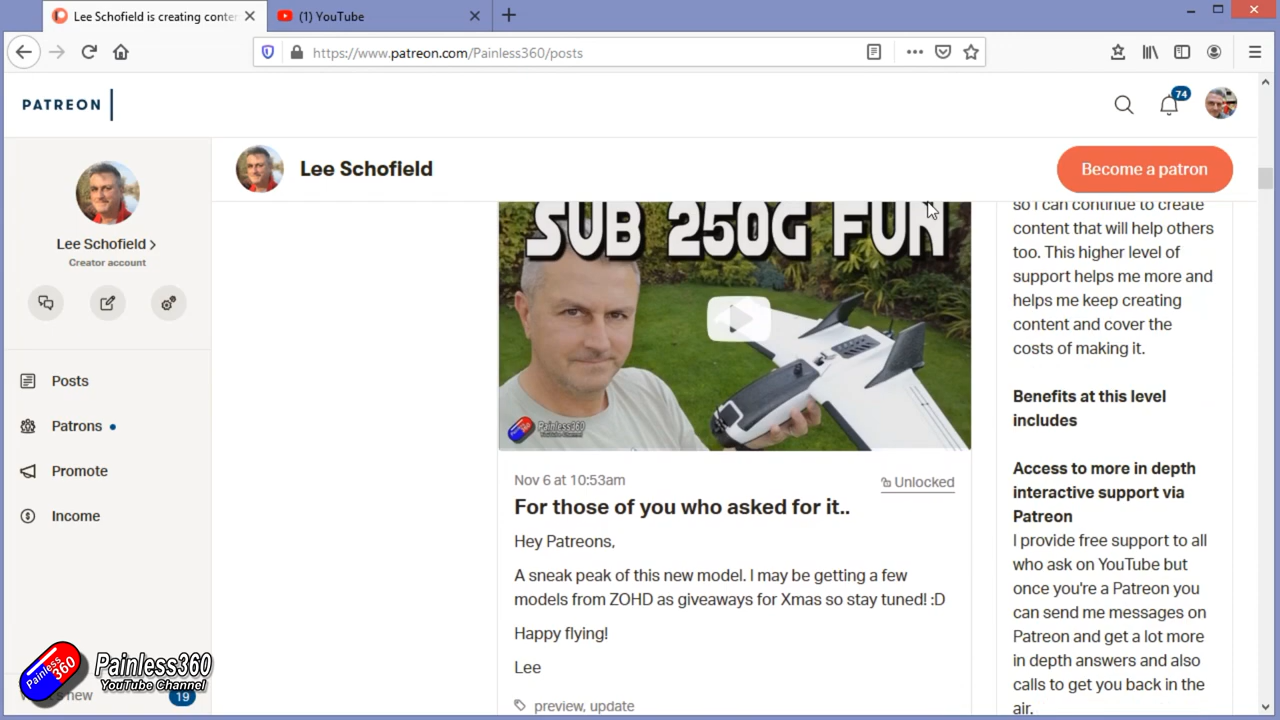 Lee Schofield is creating conte
(1) YouTube
https://www.patreon.com/Painless360/posts
PATREON
74
Lee Schofield
Creator account
Posts
Patrons
Promote
Income
19
Lee Schofield
Become a patron
SUB 250G FUN
Painless360
YouTube Channel
Nov 6 at 10:53am
Unlocked
For those of you who asked for it..
Hey Patreons,
A sneak peak of this new model. I may be getting a few
models from ZOHD as giveaways for Xmas so stay tuned! :D
Happy flying!
Lee
preview, update
so I can continue to create
content that will help others
too. This higher level of
support helps me more and
helps me keep creating
content and cover the
costs of making it.
Benefits at this level
includes
Access to more in depth
interactive support via
Patreon
I provide free support to all
who ask on YouTube but
once you're a Patreon you
can send me messages on
Patreon and get a lot more
in depth answers and also
calls to get you back in the
air.
Painless360
Painless360
YouTube Channel
new